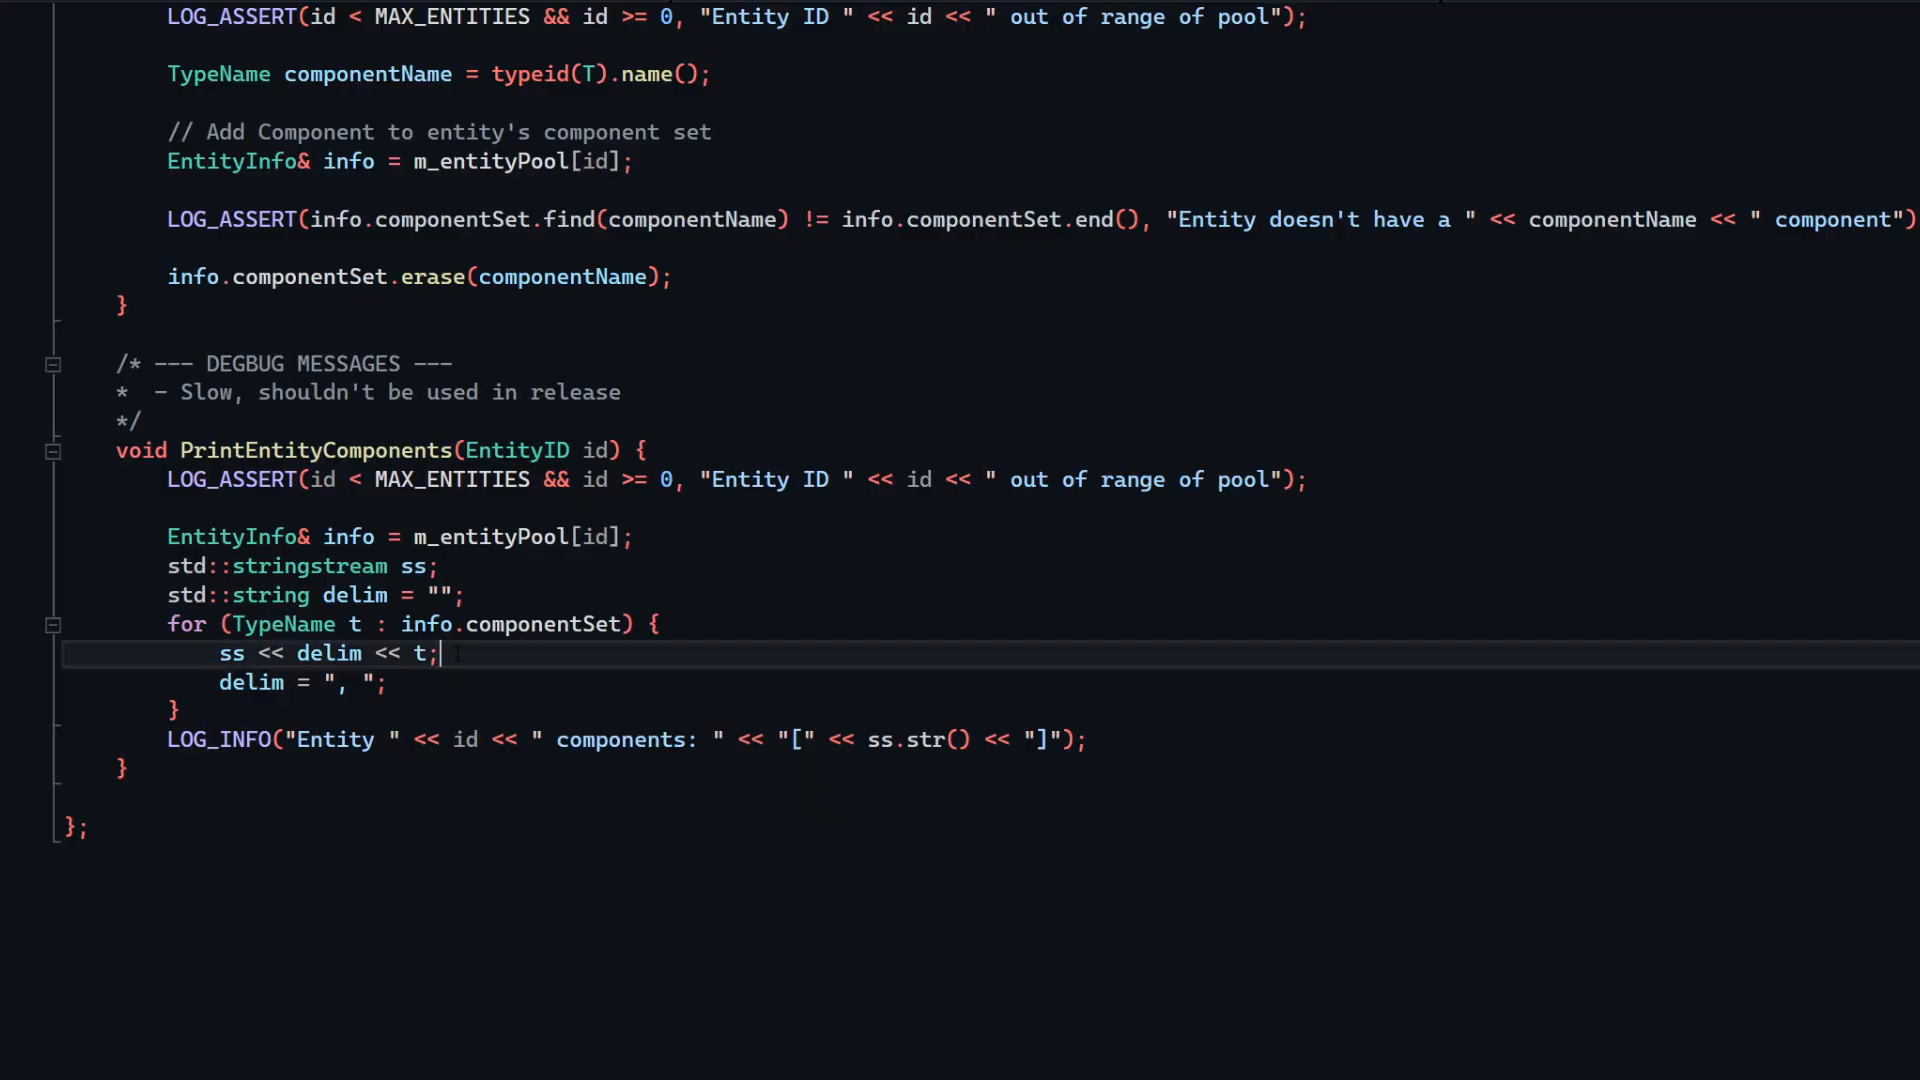 LOG_ASSERT(id < MAX_ENTITIES && id >= 0, "Entity ID " << id << " out of range of pool");
TypeName componentName = typeid(T).name();
// Add Component to entity's component set
EntityInfo& info = m_entityPool[id];
LOG_ASSERT(info.componentSet.find(componentName) != info.componentSet.end(), "Entity doesn't have a " << componentName << " component")
info.componentSet.erase(componentName);
}
/* --- DEGBUG MESSAGES ---
*  - Slow, shouldn't be used in release
*/
void PrintEntityComponents(EntityID id) {
LOG_ASSERT(id < MAX_ENTITIES && id >= 0, "Entity ID " << id << " out of range of pool");
EntityInfo& info = m_entityPool[id];
std::stringstream ss;
std::string delim = "";
for (TypeName t : info.componentSet) {
ss << delim << t;
delim = ", ";
}
LOG_INFO("Entity " << id << " components: " << "[" << ss.str() << "]");
}
};